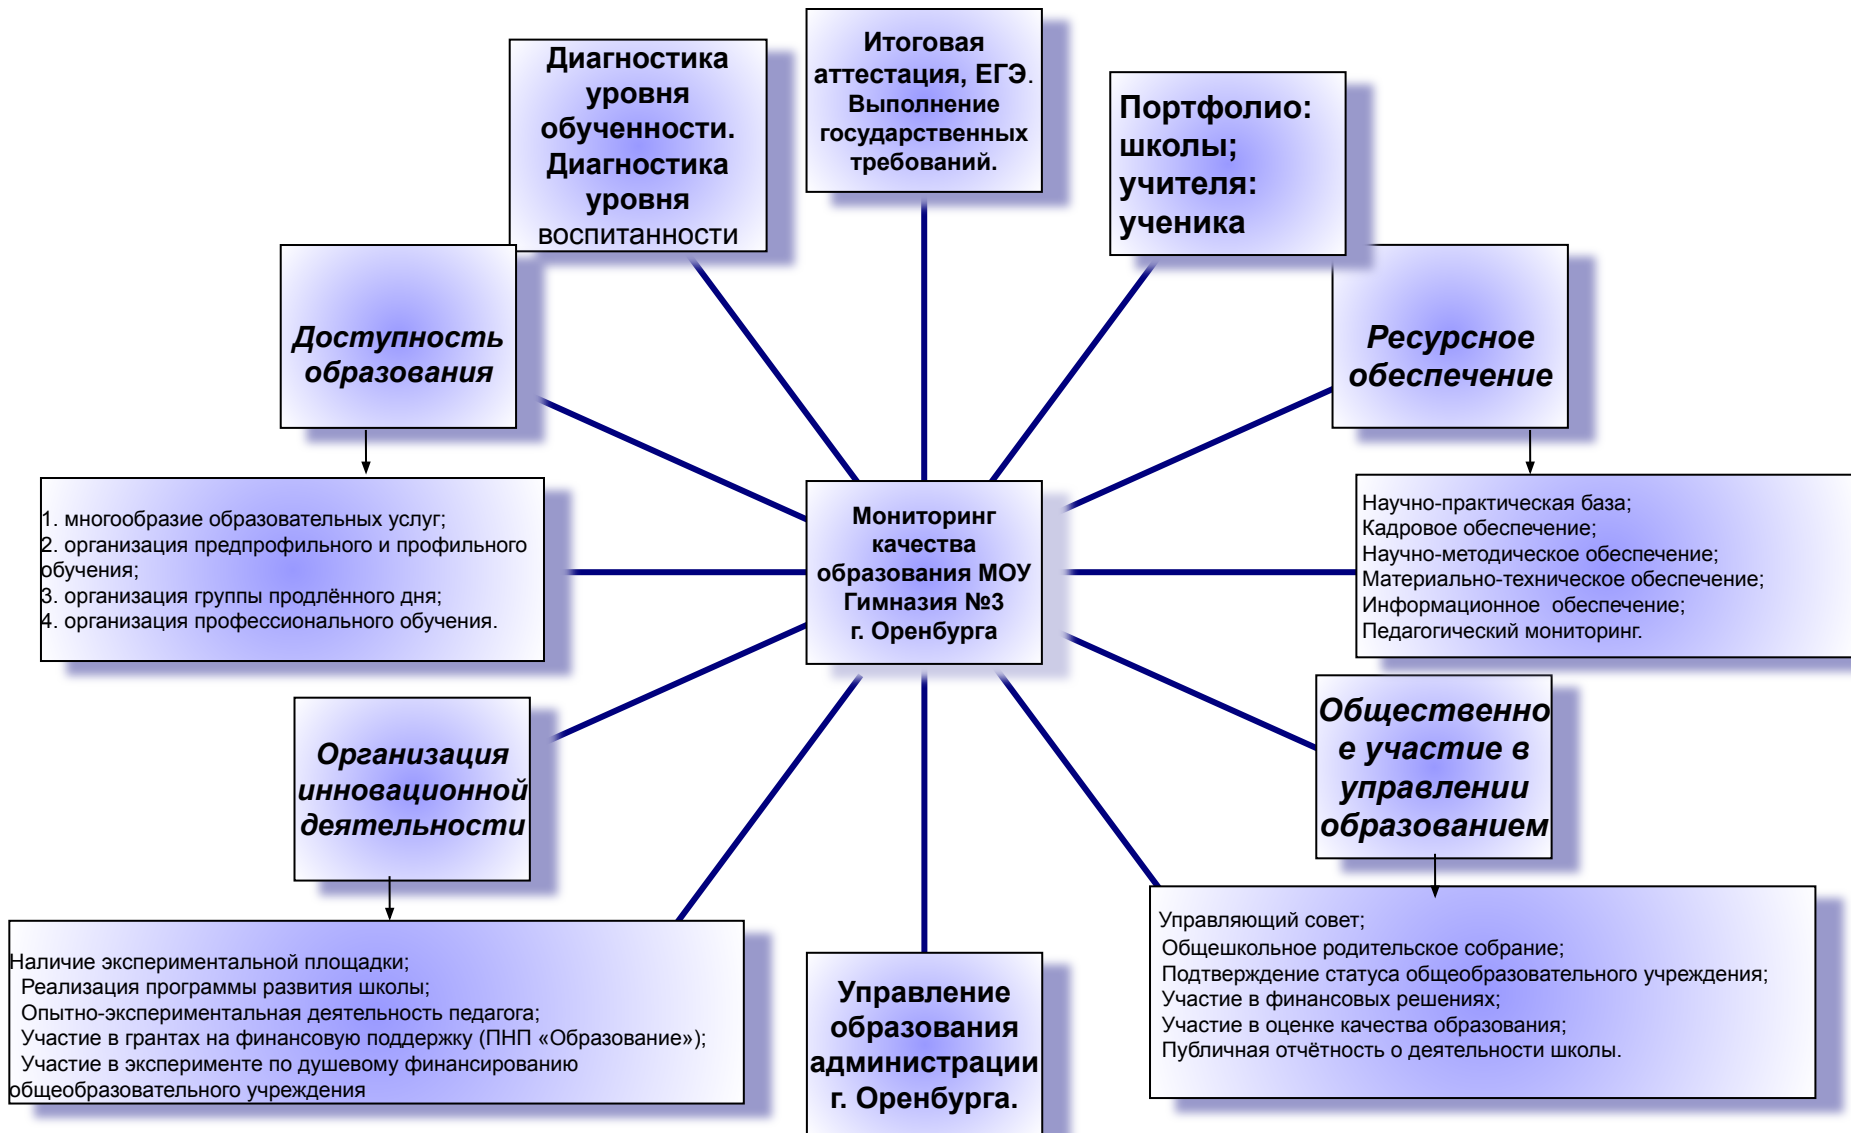 Диагностика
уровня
обученности.
Диагностика
уровня
воспитанности
Итоговая
аттестация, ЕГЭ.
Выполнение
государственных
требований.
Портфолио:
школы;
учителя:
ученика
Доступность
образования
Ресурсное
обеспечение
1. многообразие образовательных услуг;
2. организация предпрофильного и профильного
обучения;
3. организация группы продлённого дня;
4. организация профессионального обучения.
Мониторинг
качества
образования МОУ
Гимназия №3
г. Оренбурга
Научно-практическая база;
Кадровое обеспечение;
Научно-методическое обеспечение;
Материально-техническое обеспечение;
Информационное обеспечение;
Педагогический мониторинг.
Организация
инновационной
деятельности
Общественно
е участие в
управлении
образованием
Наличие экспериментальной площадки;
Реализация программы развития школы;
Опытно-экспериментальная деятельность педагога;
Участие в грантах на финансовую поддержку (ПНП «Образование»);
Участие в эксперименте по душевому финансированию
общеобразовательного учреждения
Управление
образования
администрации
г. Оренбурга.
Управляющий совет;
Общешкольное родительское собрание;
Подтверждение статуса общеобразовательного учреждения;
Участие в финансовых решениях;
Участие в оценке качества образования;
Публичная отчётность о деятельности школы.